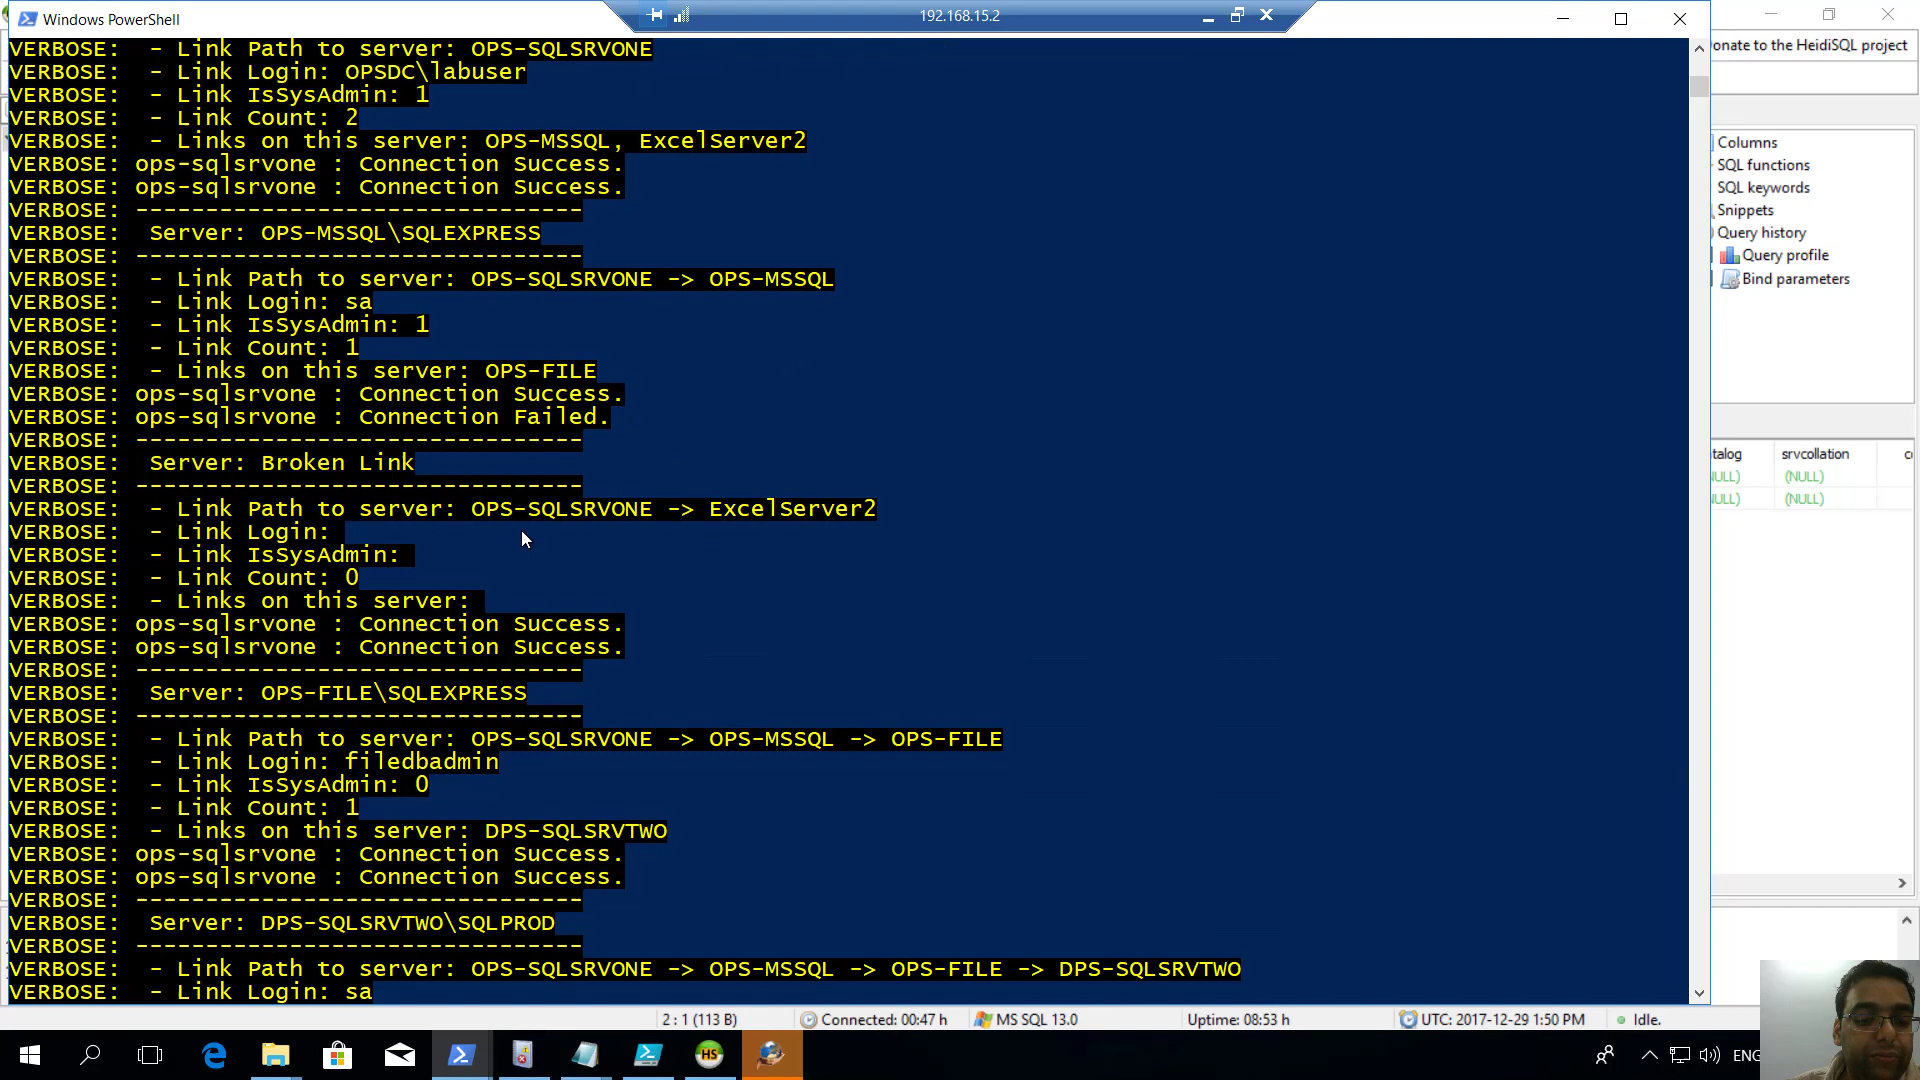 Windows PowerShell
192.168.15.2
VERBOSE:  - Link Path to server: OPS-SQLSRVONE
VERBOSE:  - Link Login: OPSDC\labuser
VERBOSE:  - Link IsSysAdmin: 1
VERBOSE:  - Link Count: 2
VERBOSE:  - Links on this server: OPS-MSSQL, ExcelServer2
VERBOSE: ops-sqlsrvone : Connection Success.
VERBOSE: ops-sqlsrvone : Connection Success.
VERBOSE: --------------------------------
VERBOSE:  Server: OPS-MSSQL\SQLEXPRESS
VERBOSE: --------------------------------
VERBOSE:  - Link Path to server: OPS-SQLSRVONE -> OPS-MSSQL
VERBOSE:  - Link Login: sa
VERBOSE:  - Link IsSysAdmin: 1
VERBOSE:  - Link Count: 1
VERBOSE:  - Links on this server: OPS-FILE
VERBOSE: ops-sqlsrvone : Connection Success.
VERBOSE: ops-sqlsrvone : Connection Failed.
VERBOSE: --------------------------------
VERBOSE:  Server: Broken Link
VERBOSE: --------------------------------
VERBOSE:  - Link Path to server: OPS-SQLSRVONE -> ExcelServer2
VERBOSE:  - Link Login:
VERBOSE:  - Link IsSysAdmin:
VERBOSE:  - Link Count: 0
VERBOSE:  - Links on this server:
VERBOSE: ops-sqlsrvone : Connection Success.
VERBOSE: ops-sqlsrvone : Connection Success.
VERBOSE: --------------------------------
VERBOSE:  Server: OPS-FILE\SQLEXPRESS
VERBOSE: --------------------------------
VERBOSE:  - Link Path to server: OPS-SQLSRVONE -> OPS-MSSQL -> OPS-FILE
VERBOSE:  - Link Login: filedbadmin
VERBOSE:  - Link IsSysAdmin: 0
VERBOSE:  - Link Count: 1
VERBOSE:  - Links on this server: DPS-SQLSRVTWO
VERBOSE: ops-sqlsrvone : Connection Success.
VERBOSE: ops-sqlsrvone : Connection Success.
VERBOSE: --------------------------------
VERBOSE:  Server: DPS-SQLSRVTWO\SQLPROD
VERBOSE: --------------------------------
VERBOSE:  - Link Path to server: OPS-SQLSRVONE -> OPS-MSSQL -> OPS-FILE -> DPS-SQLSRVTWO
VERBOSE:  - Link Login: sa
onate to the HeidiSQL project
Columns
SQL functions
SQL keywords
Snippets
Query history
Query profile
Bind parameters
talog srvcollation
(NULL)
(NULL)
2 : 1 (113 B) Connected: 00:47 h MS SQL 13.0 Uptime: 08:53 h UTC: 2017-12-29 1:50 PM Idle.
HS
ENG